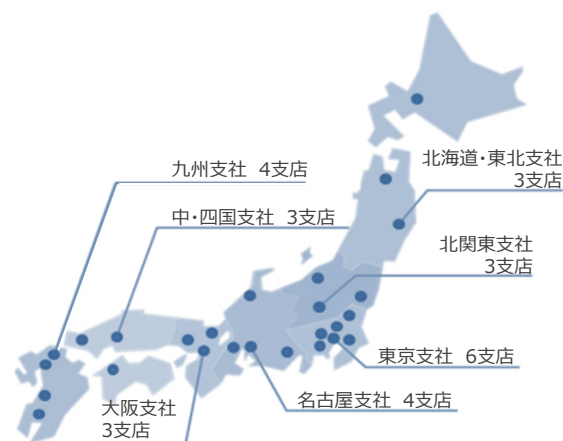 北海道・東北支社
3支店
九州支社 4支店
中・四国支社 3支店
北関東支社
3支店
東京支社 6支店
名古屋支社 4支店
大阪支社
3支店